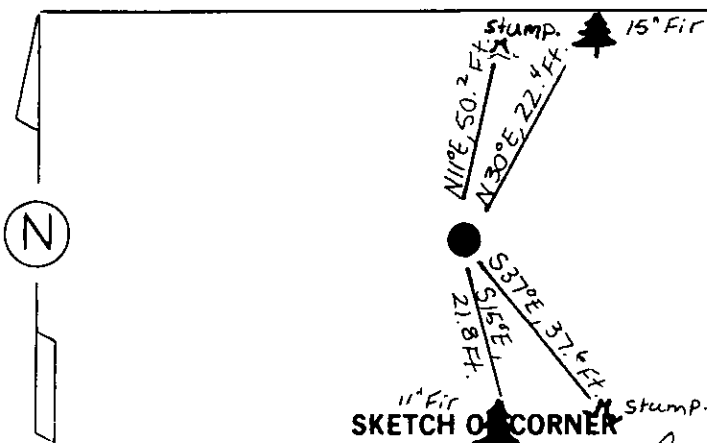 stump.
15" Fir
N11°E, 50.² Ft.
N30°E, 22.⁴ Ft.
N
S37°E, 37.⁶ Ft.
S15°E,
21.8 Ft.
11" Fir
stump.
SKETCH OF CORNER